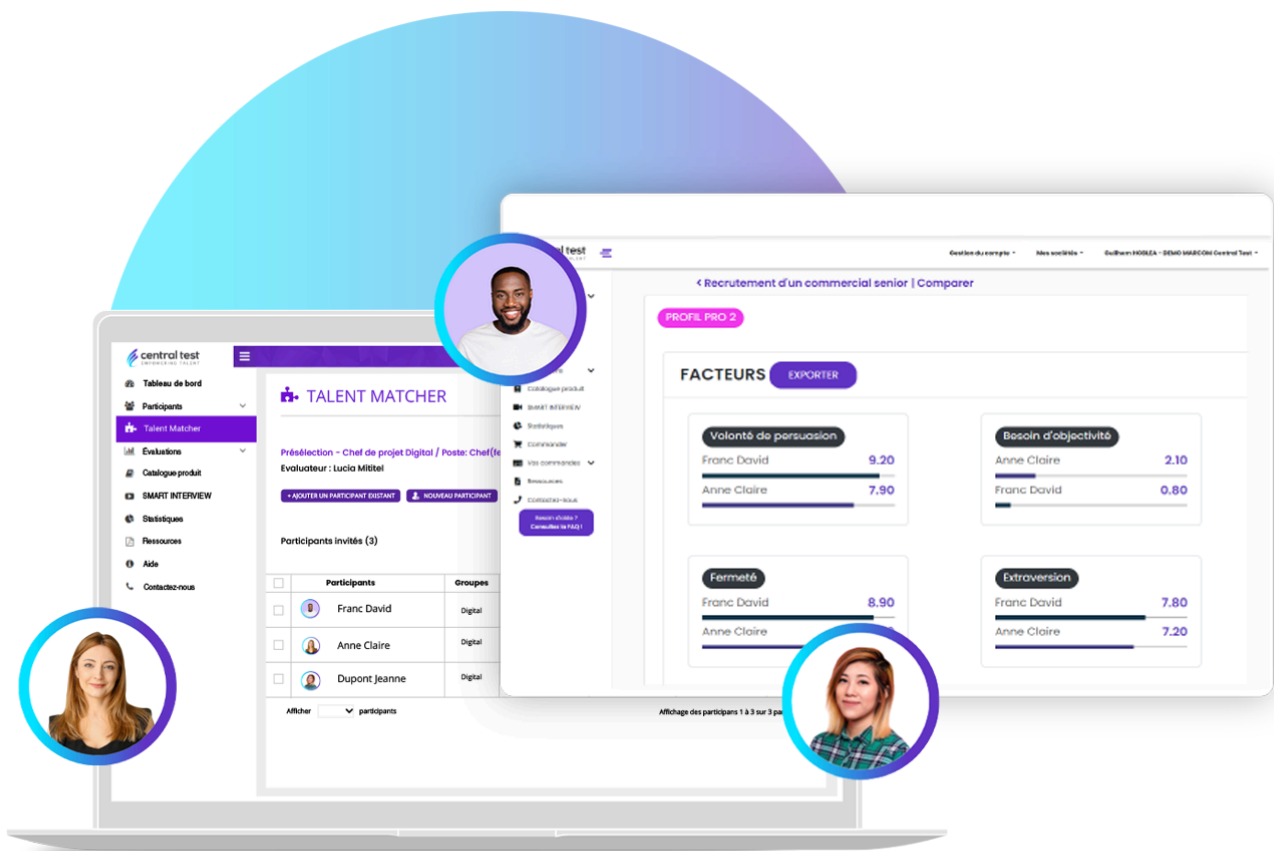 central test
EMPOWERING TALENT
Tableau de bord
Participants
Talent Matcher
Évaluations
Catalogue produit
SMART INTERVIEW
Statistiques
Ressources
Aide
Contactez-nous
TALENT MATCHER
Présélection - Chef de projet Digital / Poste: Chef(fe
Evaluateur : Lucia Mititel
+ AJOUTER UN PARTICIPANT EXISTANT
NOUVEAU PARTICIPANT
Participants invités (3)
Participants Groupes
Franc David Digital
Anne Claire Digital
Dupont Jeanne Digital
Afficher participants
Affichage des participans 1 à 3 sur 3 pa
test
Gestion du compte
Mes sociétés
Guilhem HOBLEA - DEMO MARCOM Central Test
Catalogue produit
SMART INTERVIEW
Statistiques
Commander
Vos commandes
Ressources
Contactez-nous
Besoin d'aide ?
Consultez la FAQ !
< Recrutement d'un commercial senior | Comparer
PROFIL PRO 2
FACTEURS
EXPORTER
Volonté de persuasion
Franc David 9.20
Anne Claire 7.90
Besoin d'objectivité
Anne Claire 2.10
Franc David 0.80
Fermeté
Franc David 8.90
Anne Claire
Extraversion
Franc David 7.80
Anne Claire 7.20